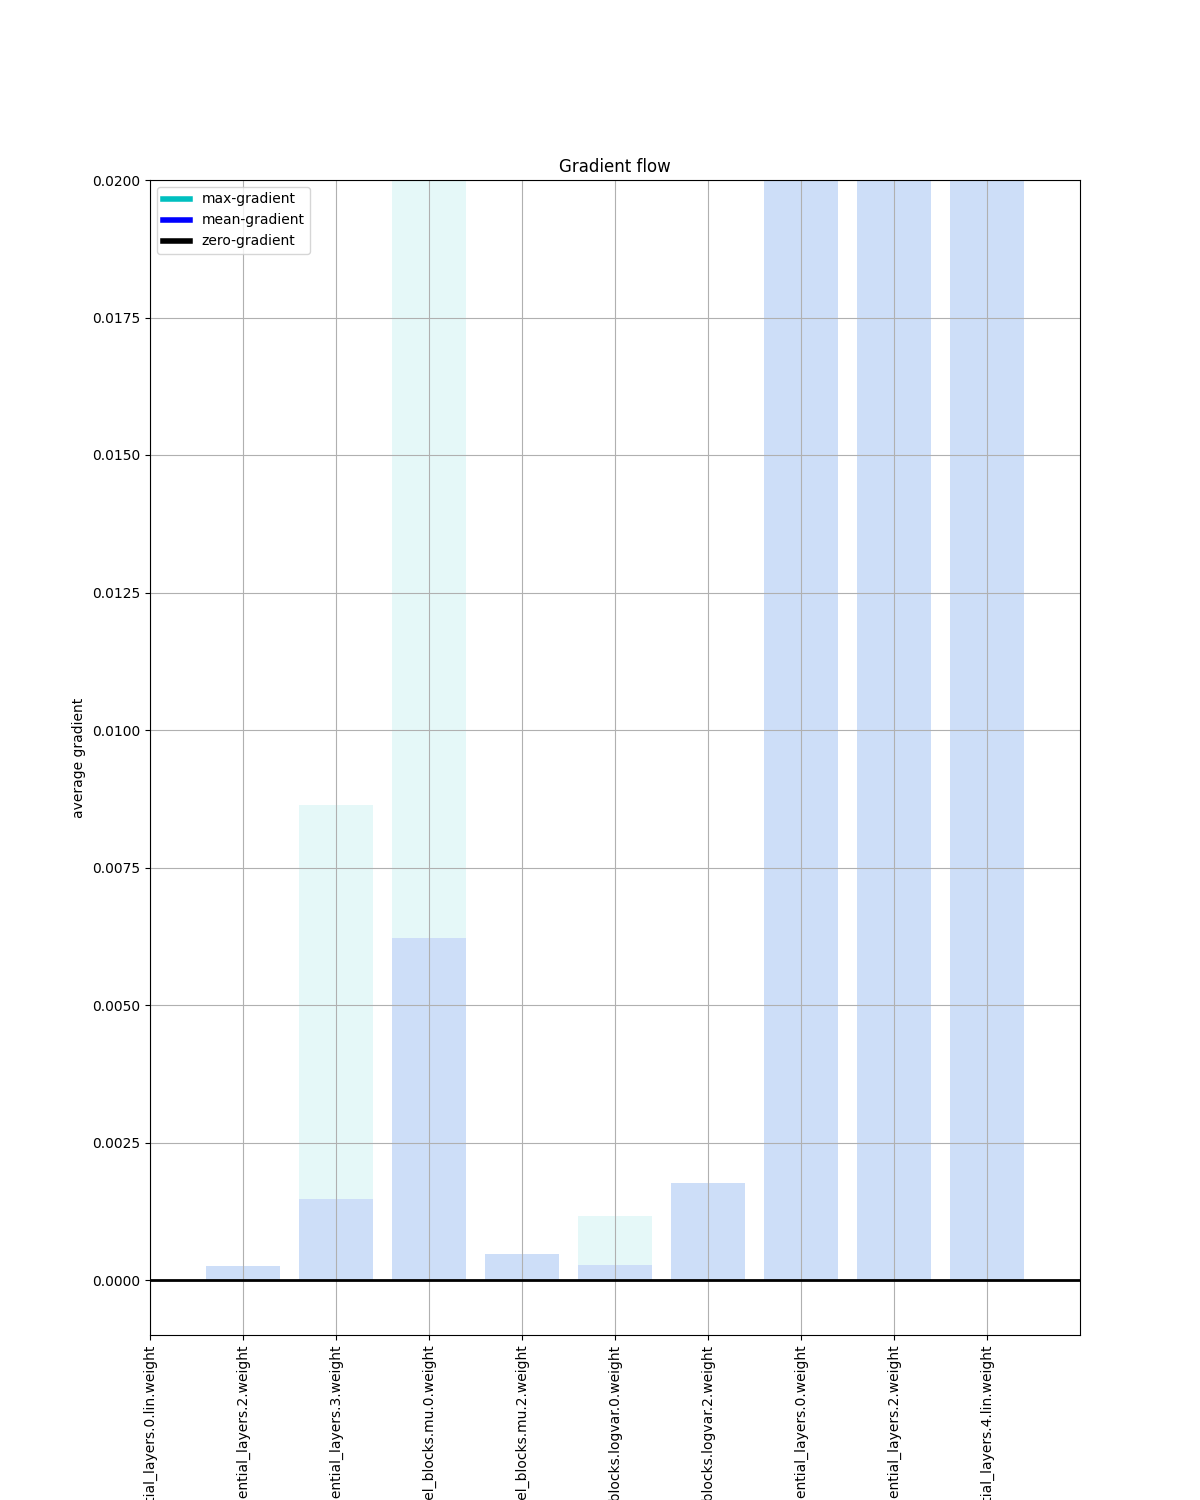 Gradient flow
max-gradient
mean-gradient
zero-gradient
0.0200
0.0175
0.0150
0.0125
0.0100
0.0075
0.0050
0.0025
0.0000
average gradient
tial_layers.0.lin.weight
ential_layers.2.weight
ential_layers.3.weight
el_blocks.mu.0.weight
el_blocks.mu.2.weight
blocks.logvar.0.weight
blocks.logvar.2.weight
ential_layers.0.weight
ential_layers.2.weight
tial_layers.4.lin.weight